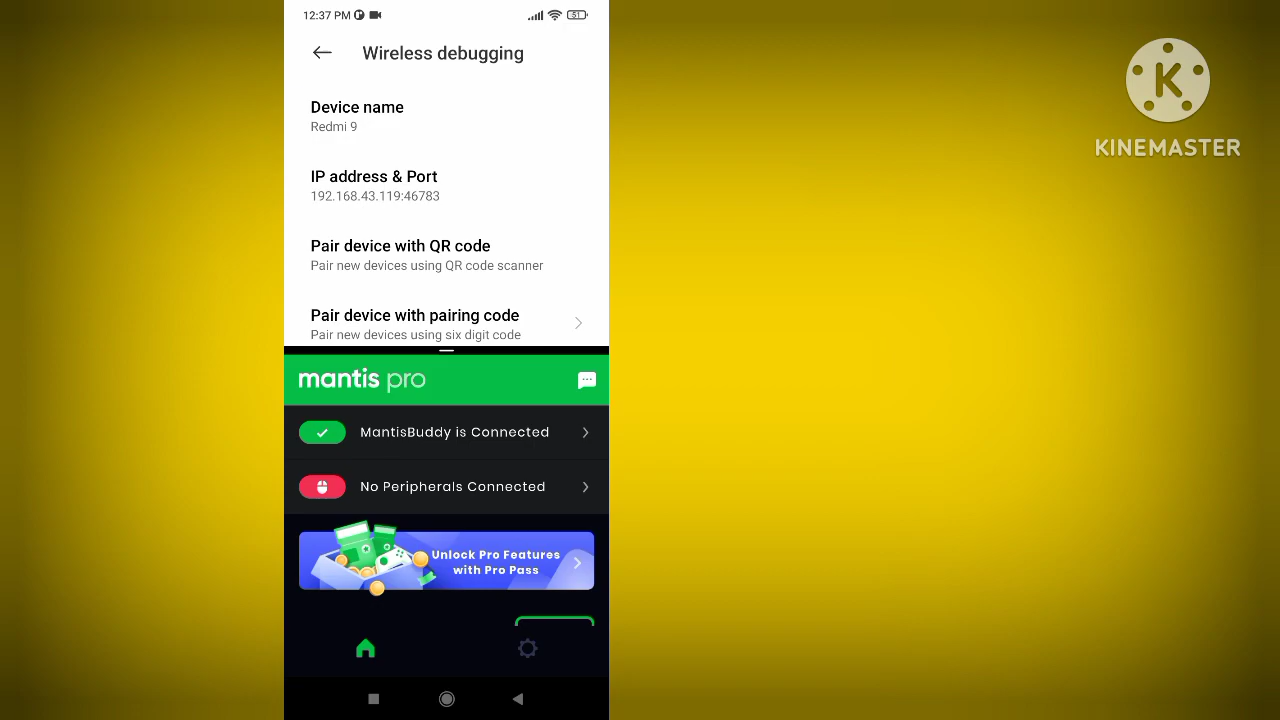 12:37 PM
51
Wireless debugging
Device name
Redmi 9
IP address & Port
192.168.43.119:46783
Pair device with QR code
Pair new devices using QR code scanner
Pair device with pairing code
Pair new devices using six digit code
mantis pro
MantisBuddy is Connected
No Peripherals Connected
Unlock Pro Features
with Pro Pass
K
KINEMASTER